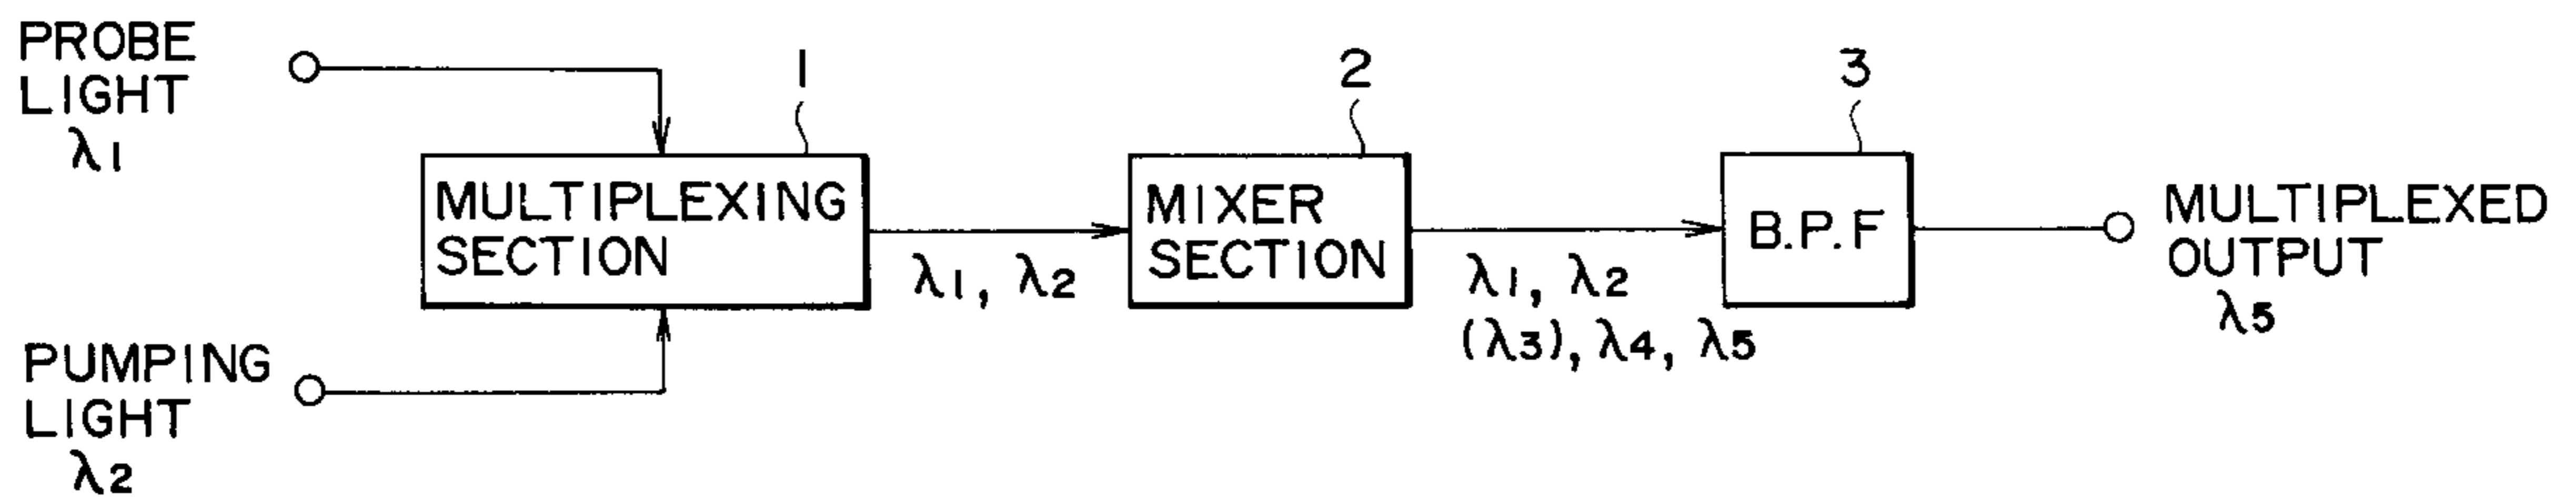 PROBE
LIGHT
λ1
1
2
3
MULTIPLEXING
SECTION
λ1, λ2
MIXER
SECTION
λ1, λ2
(λ3), λ4, λ5
B.P.F
MULTIPLEXED
OUTPUT
λ5
PUMPING
LIGHT
λ2